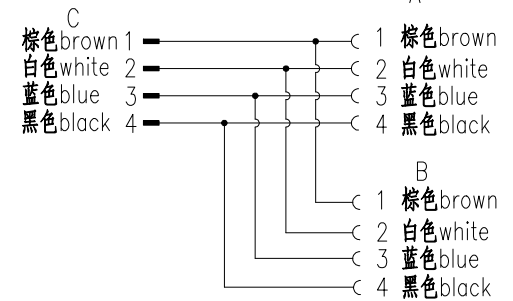 C
棕色brown 1
白色white 2
蓝色blue 3
黑色black 4
1 棕色brown
2 白色white
3 蓝色blue
4 黑色black
B
1 棕色brown
2 白色white
3 蓝色blue
4 黑色black